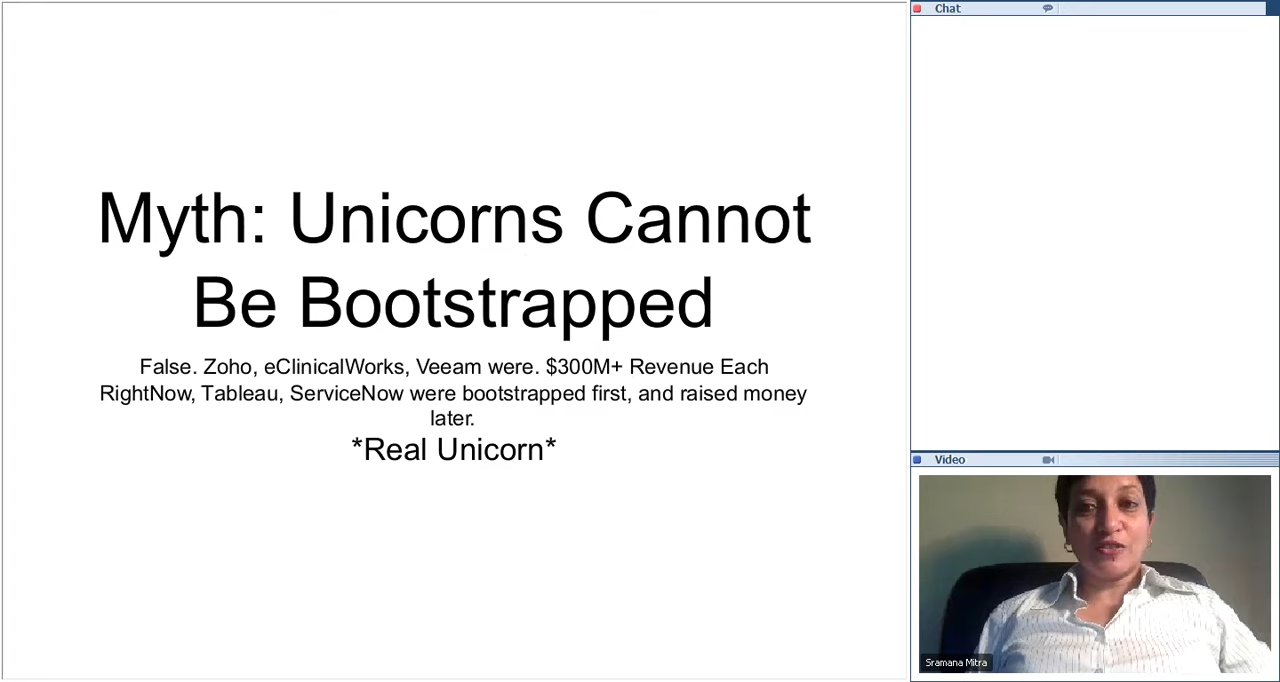 Myth: Unicorns Cannot
Be Bootstrapped
False. Zoho, eClinicalWorks, Veeam were. $300M+ Revenue Each
RightNow, Tableau, ServiceNow were bootstrapped first, and raised money
later.
*Real Unicorn*
Chat
Video
Sramana Mitra